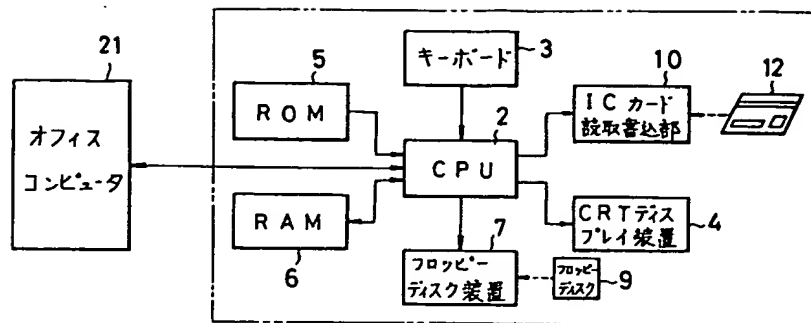 21
オフィス
コンピュータ
5
ROM
RAM
6
3
キーボード
2
CPU
7
フロッピー
ディスク装置
フロッピー
ディスク
9
10
ICカード
読取書込部
12
CRTディス
プレイ装置
4